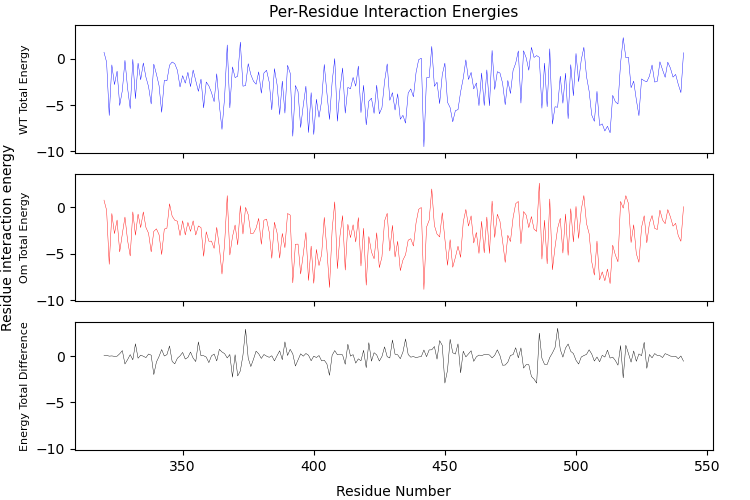 Per-Residue Interaction Energies
Residue interaction energy
WT Total Energy
0
−5
−10
Om Total Energy
0
−5
−10
Energy Total Difference
0
−5
−10
350 400 450 500 550
Residue Number